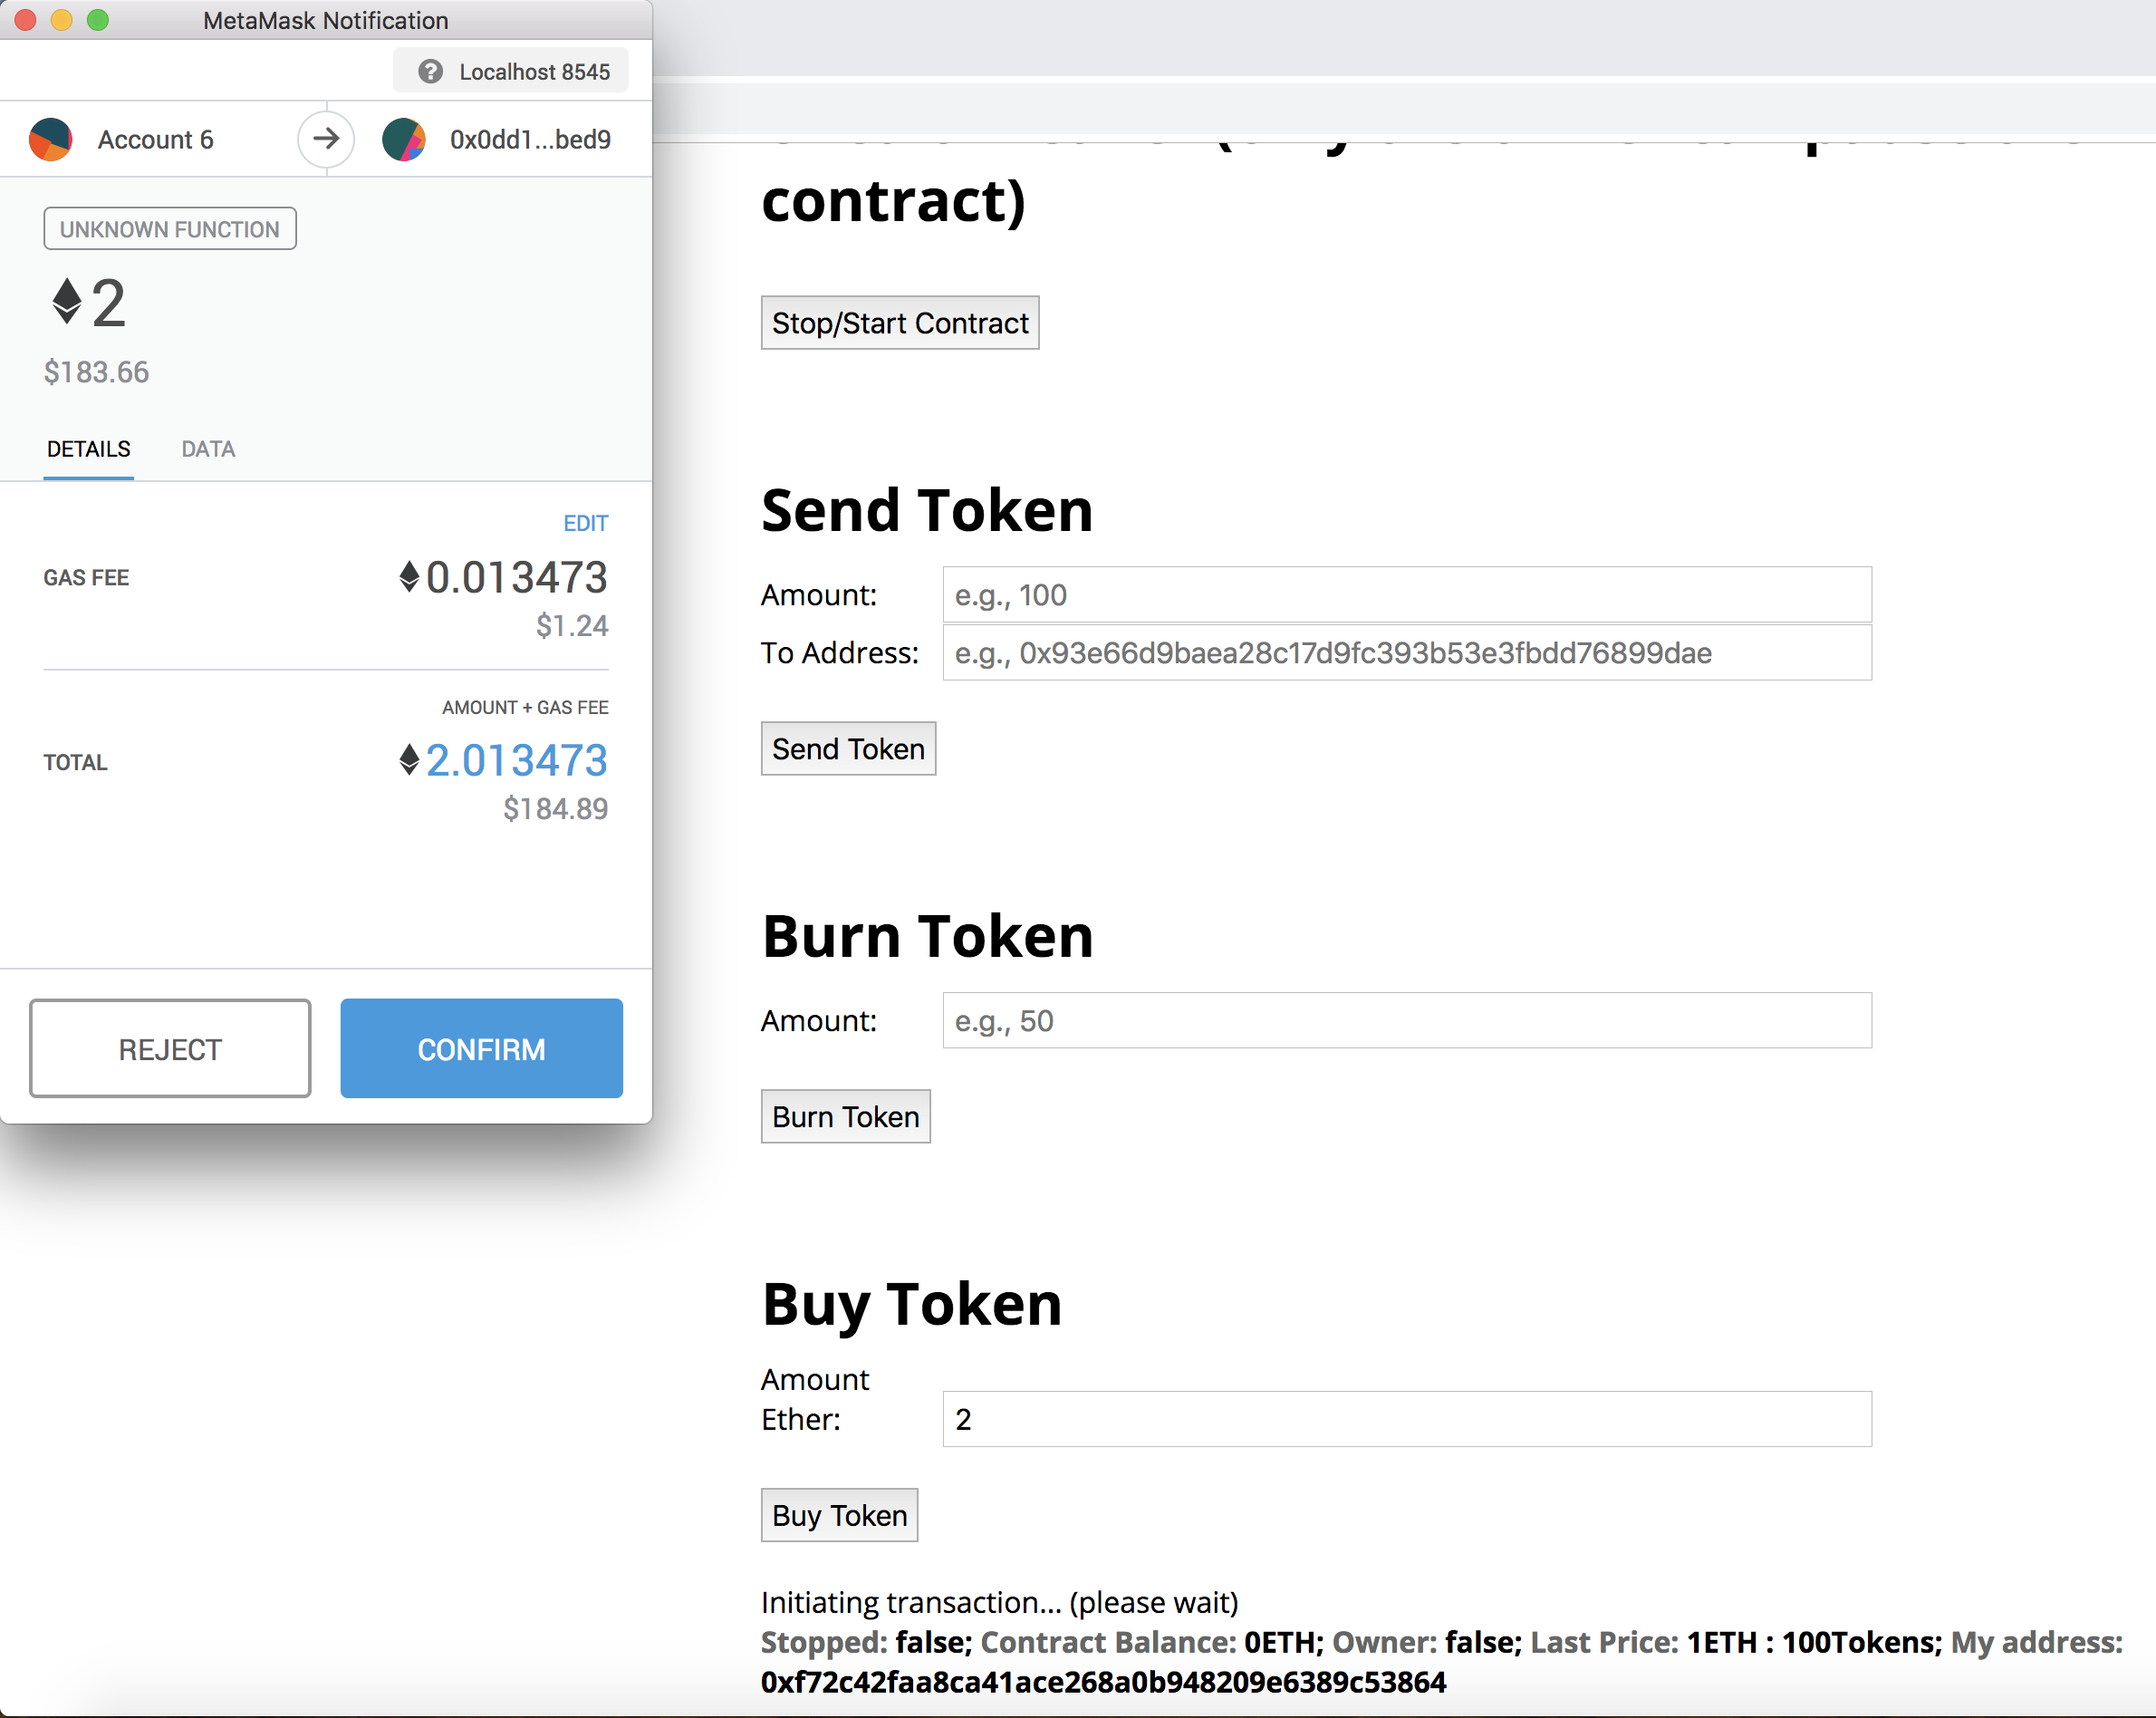 MetaMask Notification
Localhost 8545
Account 6
0x0dd1...bed9
UNKNOWN FUNCTION
2
$183.66
DETAILS DATA
EDIT
GAS FEE 0.013473
$1.24
AMOUNT + GAS FEE
TOTAL 2.013473
$184.89
REJECT CONFIRM
contract)
Stop/Start Contract
Send Token
Amount: e.g., 100
To Address: e.g., 0x93e66d9baea28c17d9fc393b53e3fbdd76899dae
Send Token
Burn Token
Amount: e.g., 50
Burn Token
Buy Token
Amount
Ether: 2
Buy Token
Initiating transaction... (please wait)
Stopped: false; Contract Balance: 0ETH; Owner: false; Last Price: 1ETH : 100Tokens; My address:
0xf72c42faa8ca41ace268a0b948209e6389c53864